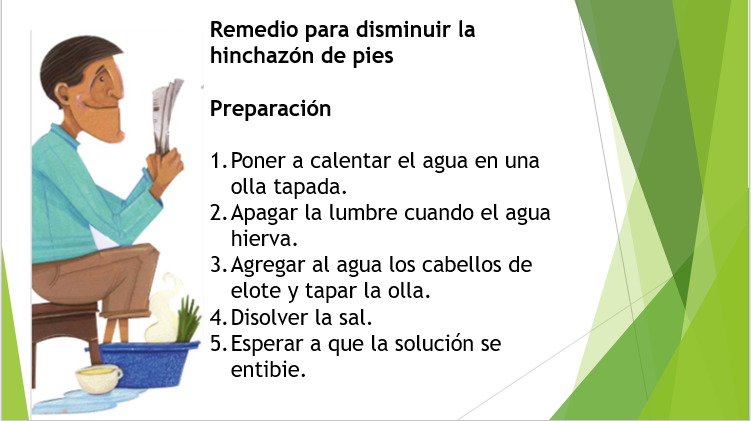 Remedio para disminuir la
hinchazón de pies
Preparación
1. Poner a calentar el agua en una
olla tapada.
2. Apagar la lumbre cuando el agua
hierva.
3. Agregar al agua los cabellos de
elote y tapar la olla.
4. Disolver la sal.
5. Esperar a que la solución se
entibie.